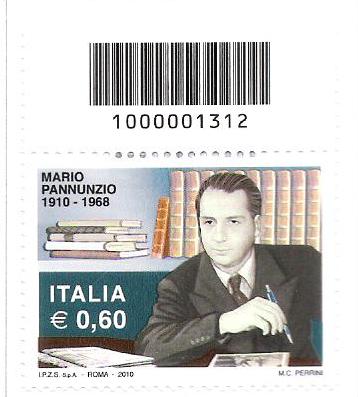 1000001312
MARIO
PANNUNZIO
1910 - 1968
ITALIA
€ 0,60
I.P.Z.S. S.p.A. - ROMA - 2010
M.C. PERRINI